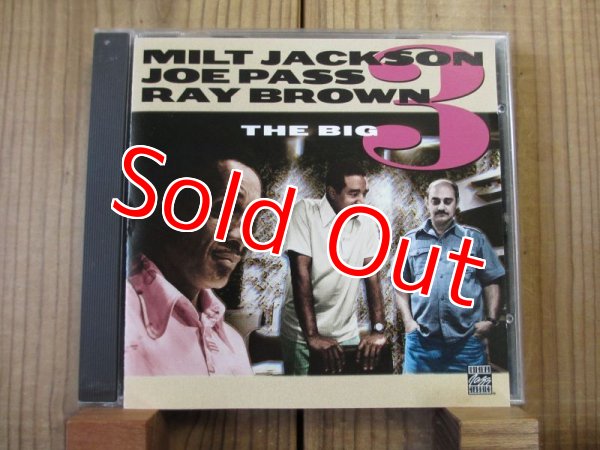 MILT JACKSON
JOE PASS
RAY BROWN
THE BIG 3
Sold Out